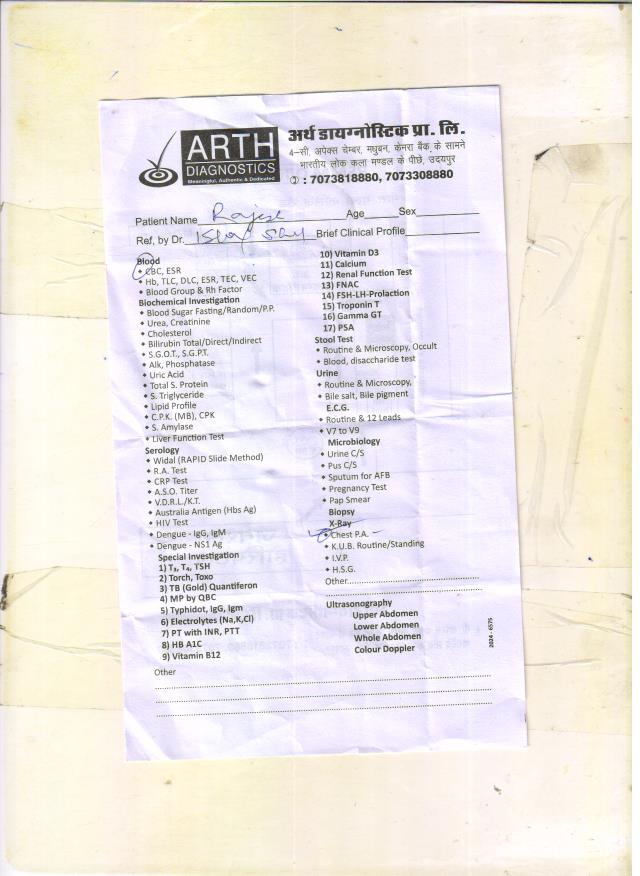 ARTH
DIAGNOSTICS
Meaningful, Authentic & Dedicated
अर्थ डायग्नोस्टिक प्रा. लि.
4-सी, अपेक्स चेम्बर, मधुबन, केनरा बैंक, के सामने
भारतीय लोक कला मण्डल के पीछे, उदयपुर
✆ : 7073818880, 7073308880
Patient Name Rajesh Age Sex
Ref, by Dr. Brief Clinical Profile
Blood
• CBC, ESR
• Hb, TLC, DLC, ESR, TEC, VEC
• Blood Group & Rh Factor
Biochemical Investigation
• Blood Sugar Fasting/Random/P.P.
• Urea, Creatinine
• Cholesterol
• Bilirubin Total/Direct/Indirect
• S.G.O.T., S.G.P.T.
• Alk, Phosphatase
• Uric Acid
• Total S. Protein
• S. Triglyceride
• Lipid Profile
• C.P.K. (MB), CPK
• S. Amylase
• Liver Function Test
Serology
• Widal (RAPID Slide Method)
• R.A. Test
• CRP Test
• A.S.O. Titer
• V.D.R.L./K.T.
• Australia Antigen (Hbs Ag)
• HIV Test
• Dengue - IgG, IgM
• Dengue - NS1 Ag
Special Investigation
1) T₃, T₄, TSH
2) Torch, Toxo
3) TB (Gold) Quantiferon
4) MP by QBC
5) Typhidot, IgG, Igm
6) Electrolytes (Na,K,Cl)
7) PT with INR, PTT
8) HB A1C
9) Vitamin B12
10) Vitamin D3
11) Calcium
12) Renal Function Test
13) FNAC
14) FSH-LH-Prolaction
15) Troponin T
16) Gamma GT
17) PSA
Stool Test
• Routine & Microscopy, Occult
• Blood, disaccharide test
Urine
• Routine & Microscopy,
• Bile salt, Bile pigment
E.C.G.
• Routine & 12 Leads
• V7 to V9
Microbiology
• Urine C/S
• Pus C/S
• Sputum for AFB
• Pregnancy Test
• Pap Smear
Biopsy
X-Ray
• Chest P.A.
• K.U.B. Routine/Standing
• I.V.P.
• H.S.G.
Other
Ultrasonography
Upper Abdomen
Lower Abdomen
Whole Abdomen
Colour Doppler
2024 - 6575
Other